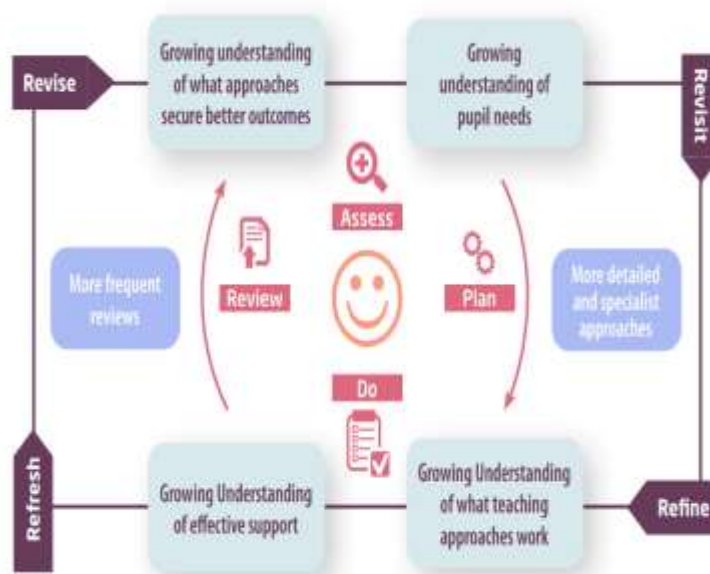 Revise
Growing understanding
of what approaches
secure better outcomes
Growing
understanding of
pupil needs
Revisit
Assess
More frequent
reviews
Review
Plan
More detailed
and specialist
approaches
Do
Refresh
Growing Understanding
of effective support
Growing Understanding
of what teaching
approaches work
Refine